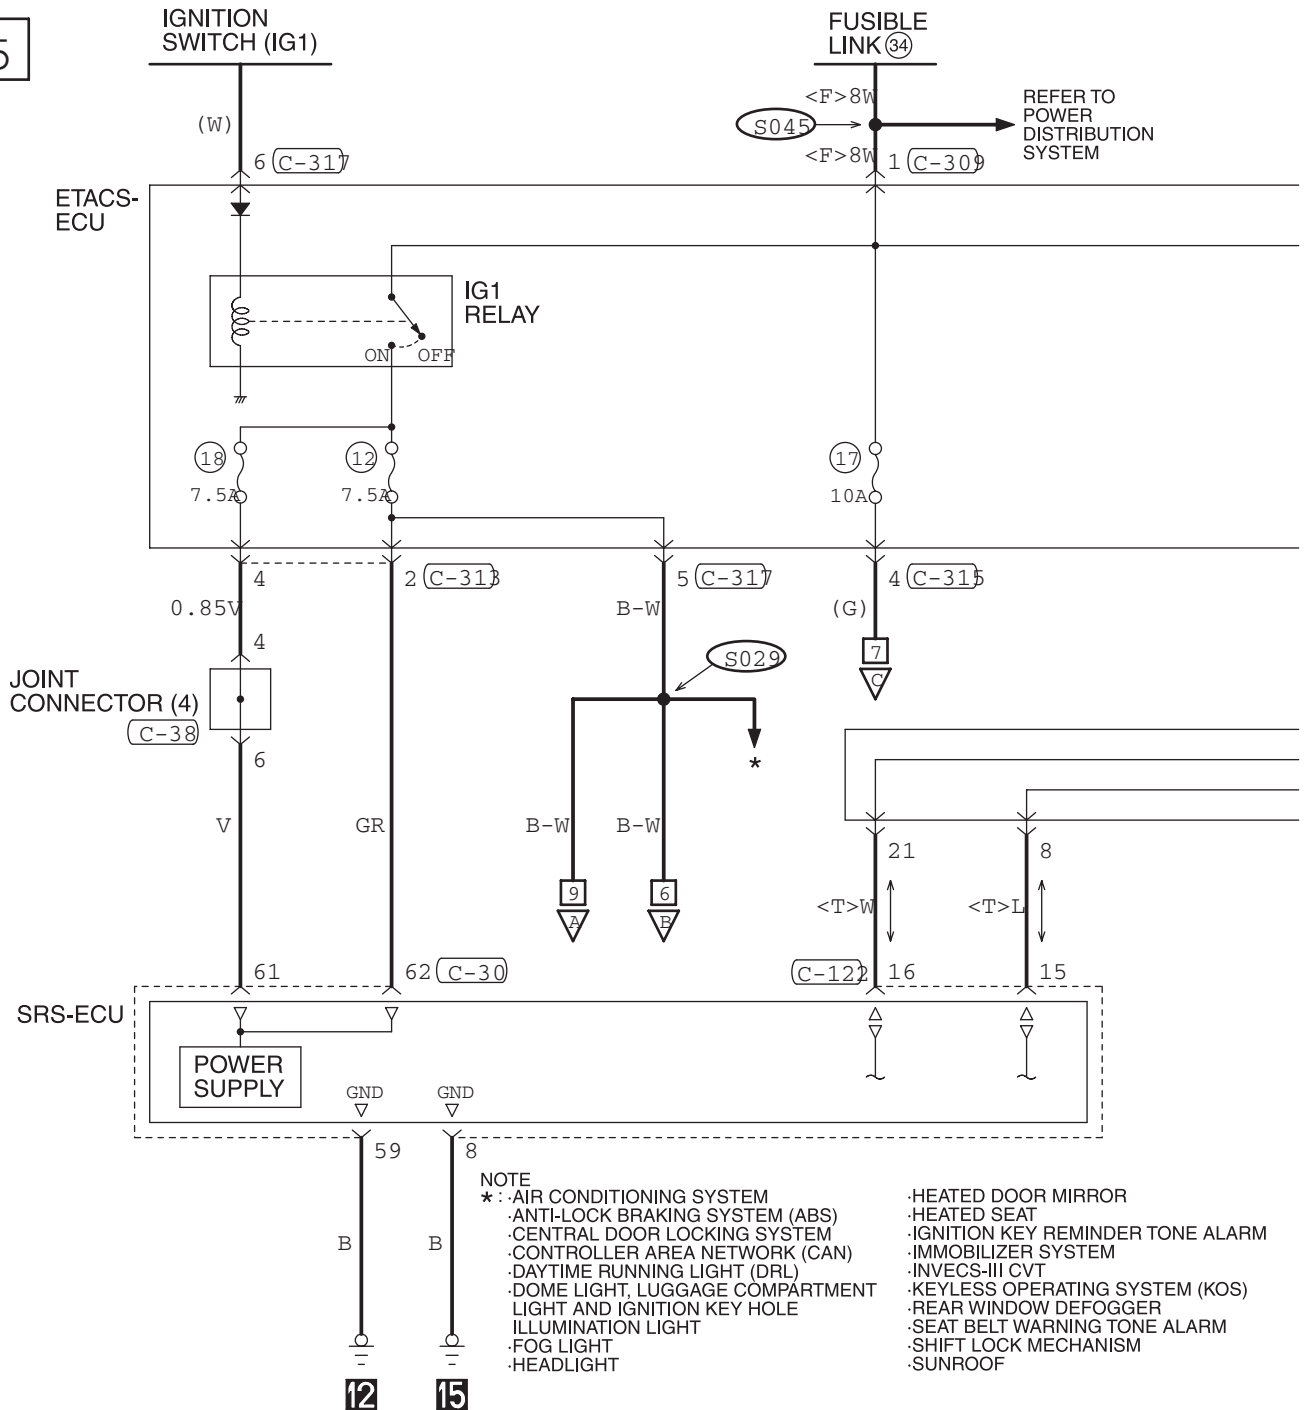 5
IGNITION
SWITCH (IG1)
FUSIBLE
LINK 34
<F>8W
S045
REFER TO
POWER
DISTRIBUTION
SYSTEM
(W)
<F>8W
6 C-317
1 C-309
ETACS-
ECU
IG1
RELAY
ON OFF
18
12
17
7.5A
7.5A
10A
4
2 C-313
5 C-317
4 C-315
0.85V
B-W
(G)
4
S029
7
C
JOINT
CONNECTOR (4)
C-38
6
*
V
GR
B-W
B-W
21
8
9
A
6
B
<T>W
<T>L
61
62 C-30
C-122 16
15
SRS-ECU
POWER
SUPPLY
GND
GND
59
8
B
B
12
15
NOTE
* : ·AIR CONDITIONING SYSTEM
·ANTI-LOCK BRAKING SYSTEM (ABS)
·CENTRAL DOOR LOCKING SYSTEM
·CONTROLLER AREA NETWORK (CAN)
·DAYTIME RUNNING LIGHT (DRL)
·DOME LIGHT, LUGGAGE COMPARTMENT
LIGHT AND IGNITION KEY HOLE
ILLUMINATION LIGHT
·FOG LIGHT
·HEADLIGHT
·HEATED DOOR MIRROR
·HEATED SEAT
·IGNITION KEY REMINDER TONE ALARM
·IMMOBILIZER SYSTEM
·INVECS-III CVT
·KEYLESS OPERATING SYSTEM (KOS)
·REAR WINDOW DEFOGGER
·SEAT BELT WARNING TONE ALARM
·SHIFT LOCK MECHANISM
·SUNROOF